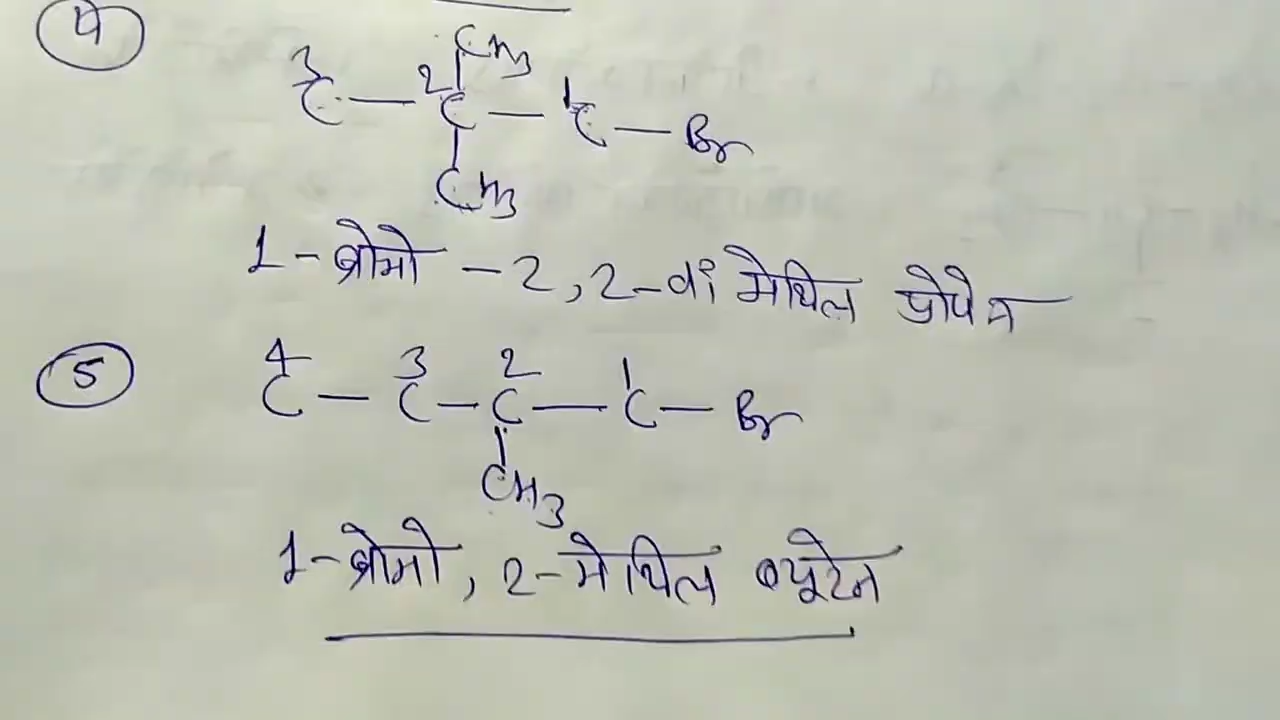 4
CH3
3 2 1
C — C — C — Br
CH3
1-ब्रोमो - 2, 2-डाई मेथिल प्रोपेन
5
4 3 2 1
C — C — C — C — Br
CH3
1-ब्रोमो, 2-मेथिल ब्यूटेन